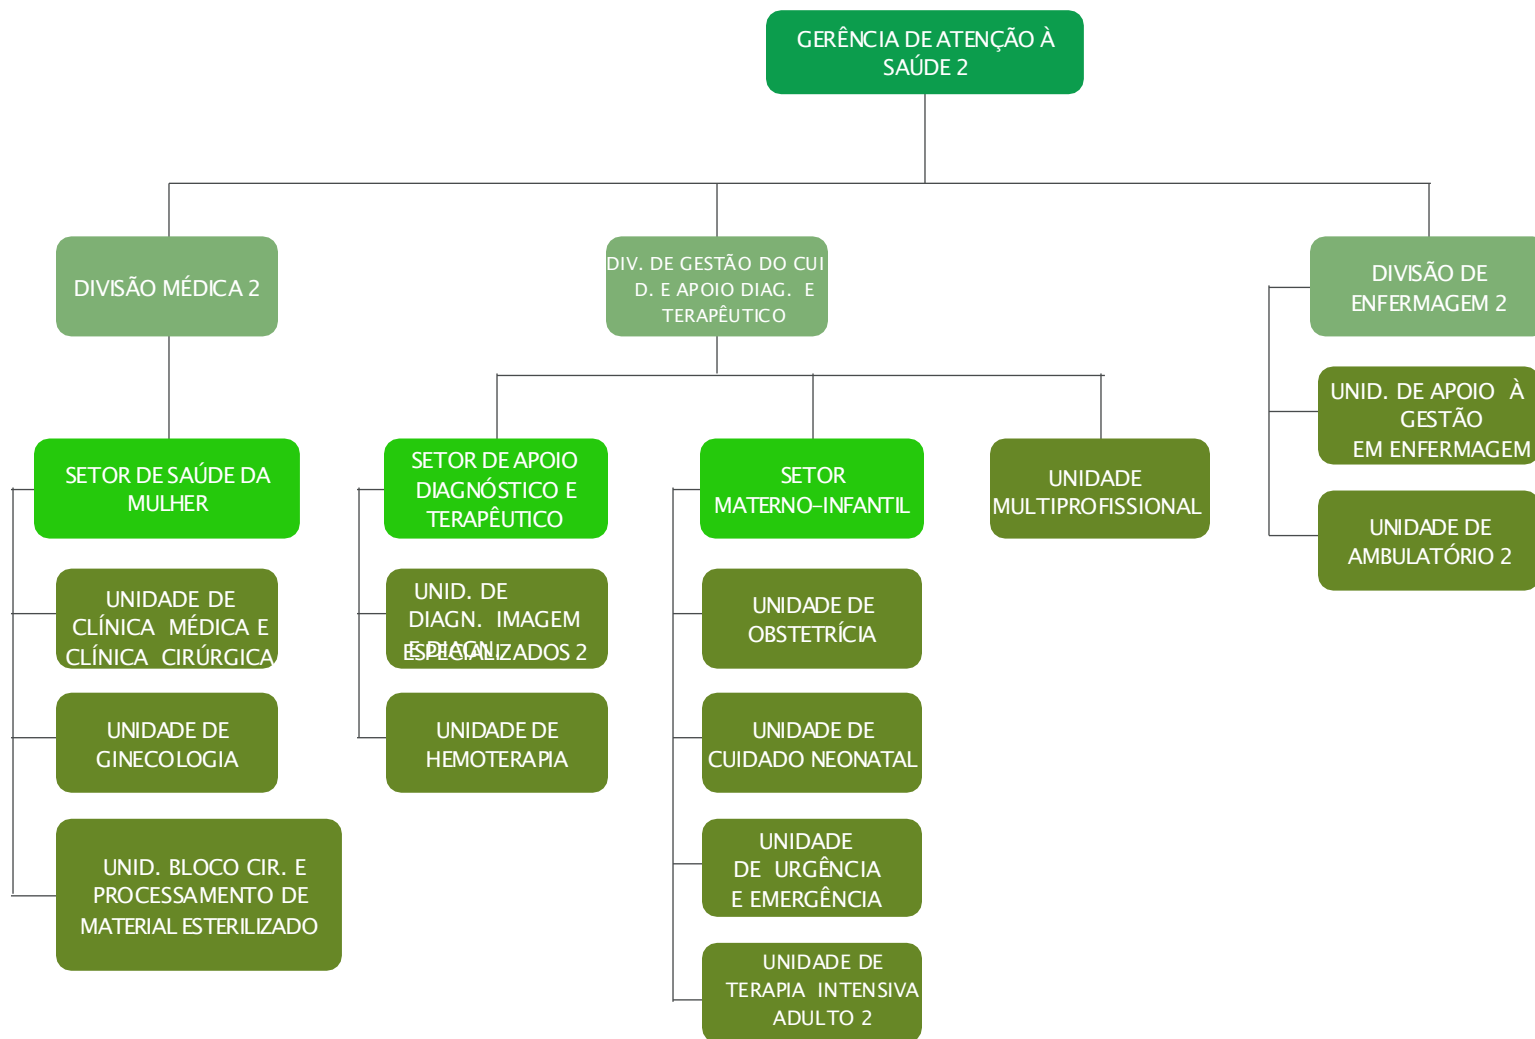 GERÊNCIA DE ATENÇÃO À
SAÚDE 2
DIVISÃO MÉDICA 2
DIV. DE GESTÃO DO CUI
D. E APOIO DIAG. E
TERAPÊUTICO
DIVISÃO DE
ENFERMAGEM 2
UNID. DE APOIO À
GESTÃO
EM ENFERMAGEM
UNIDADE DE
AMBULATÓRIO 2
SETOR DE SAÚDE DA
MULHER
SETOR DE APOIO
DIAGNÓSTICO E
TERAPÊUTICO
SETOR
MATERNO-INFANTIL
UNIDADE
MULTIPROFISSIONAL
UNIDADE DE
CLÍNICA MÉDICA E
CLÍNICA CIRÚRGICA
UNID. DE
DIAGN. IMAGEM
E DIAGN.
ESPECIALIZADOS 2
UNIDADE DE
OBSTETRÍCIA
UNIDADE DE
GINECOLOGIA
UNIDADE DE
HEMOTERAPIA
UNIDADE DE
CUIDADO NEONATAL
UNID. BLOCO CIR. E
PROCESSAMENTO DE
MATERIAL ESTERILIZADO
UNIDADE
DE URGÊNCIA
E EMERGÊNCIA
UNIDADE DE
TERAPIA INTENSIVA
ADULTO 2